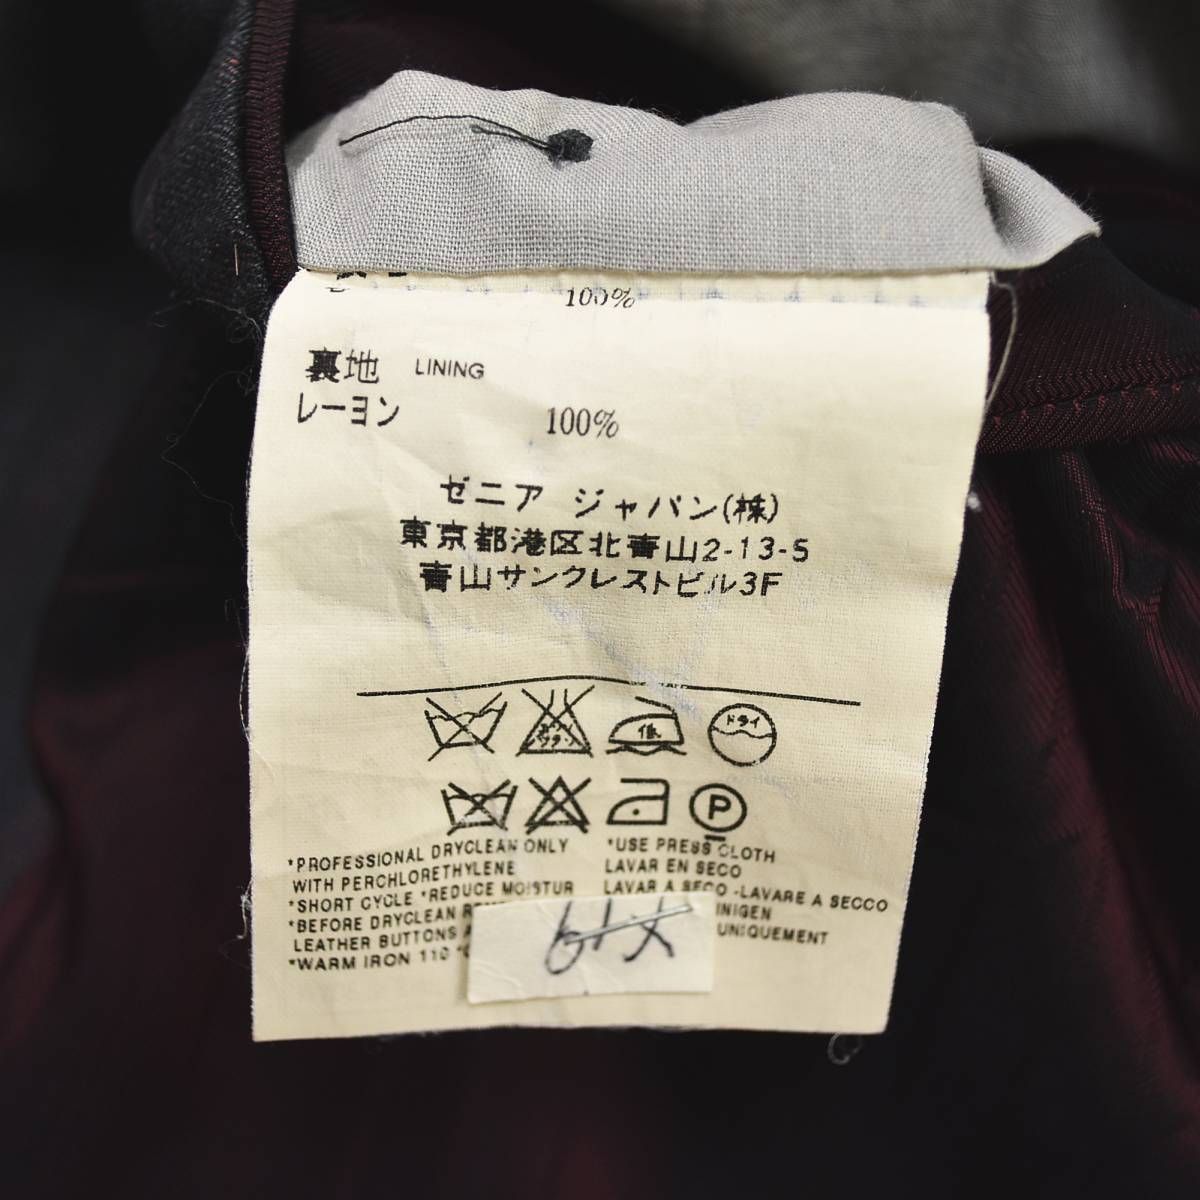 100%
裏地 LINING
レーヨン 100%
ゼニア ジャパン(株)
東京都港区北青山2-13-5
青山サンクレストビル3F
低 ドライ
P
*PROFESSIONAL DRYCLEAN ONLY
WITH PERCHLORETHYLENE
*SHORT CYCLE *REDUCE MOISTUR
*BEFORE DRYCLEAN
LEATHER BUTTONS
*WARM IRON 110
*USE PRESS CLOTH
LAVAR EN SECO
LAVAR A SECO -LAVARE A SECCO
INIGEN
UNIQUEMENT